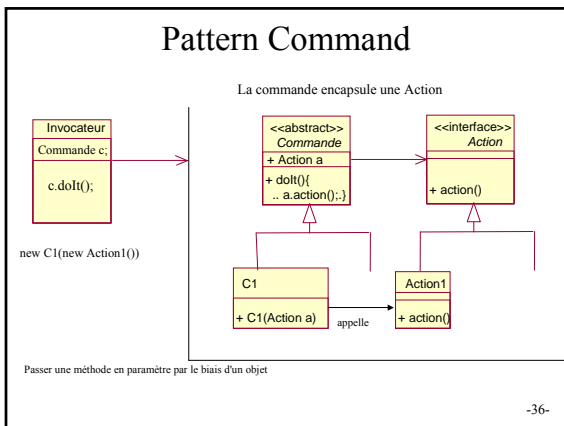 Pattern Command
La commande encapsule une Action
Invocateur
Commande c;
c.doIt();
new C1(new Action1())
<<abstract>>
Commande
+ Action a
+ doIt(){
.. a.action();.}
<<interface>>
Action
+ action()
C1
+ C1(Action a)
appelle
Action1
+ action()
Passer une méthode en paramètre par le biais d'un objet
-36-